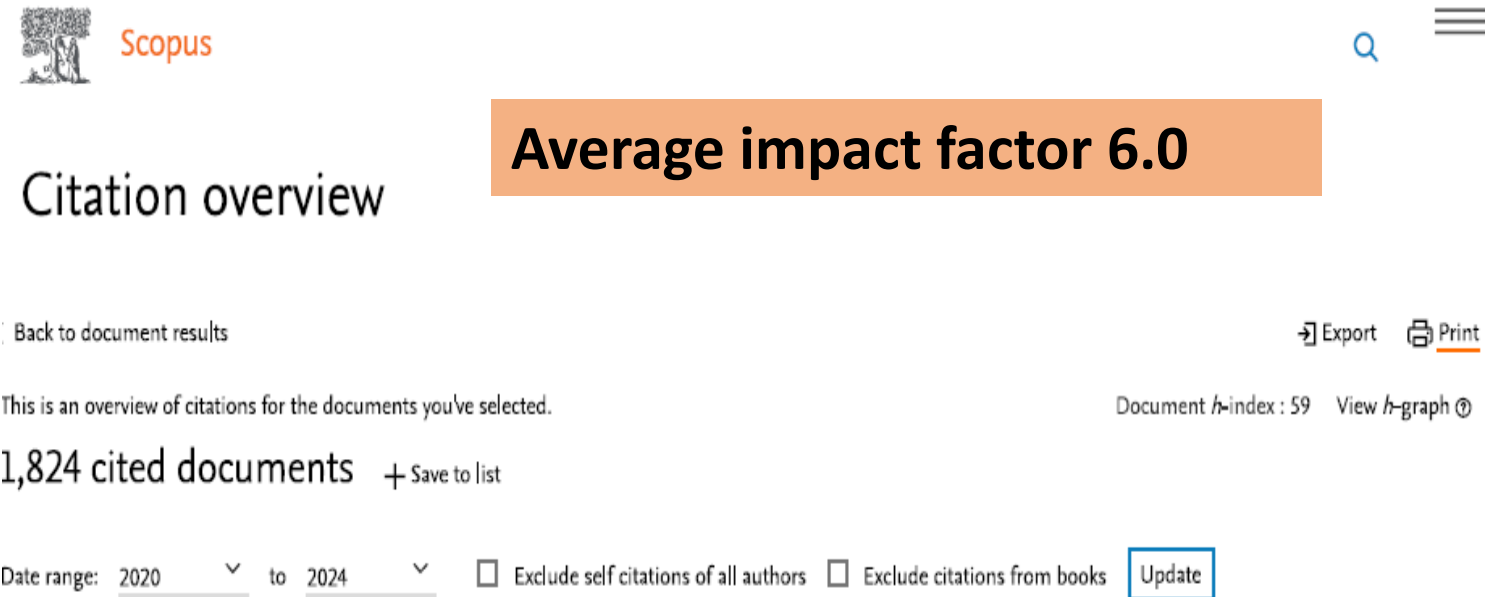 Scopus
Average impact factor 6.0
Citation overview
Back to document results
Export Print
This is an overview of citations for the documents you've selected.
Document h-index : 59 View h-graph
1,824 cited documents + Save to list
Date range: 2020 to 2024 Exclude self citations of all authors Exclude citations from books Update